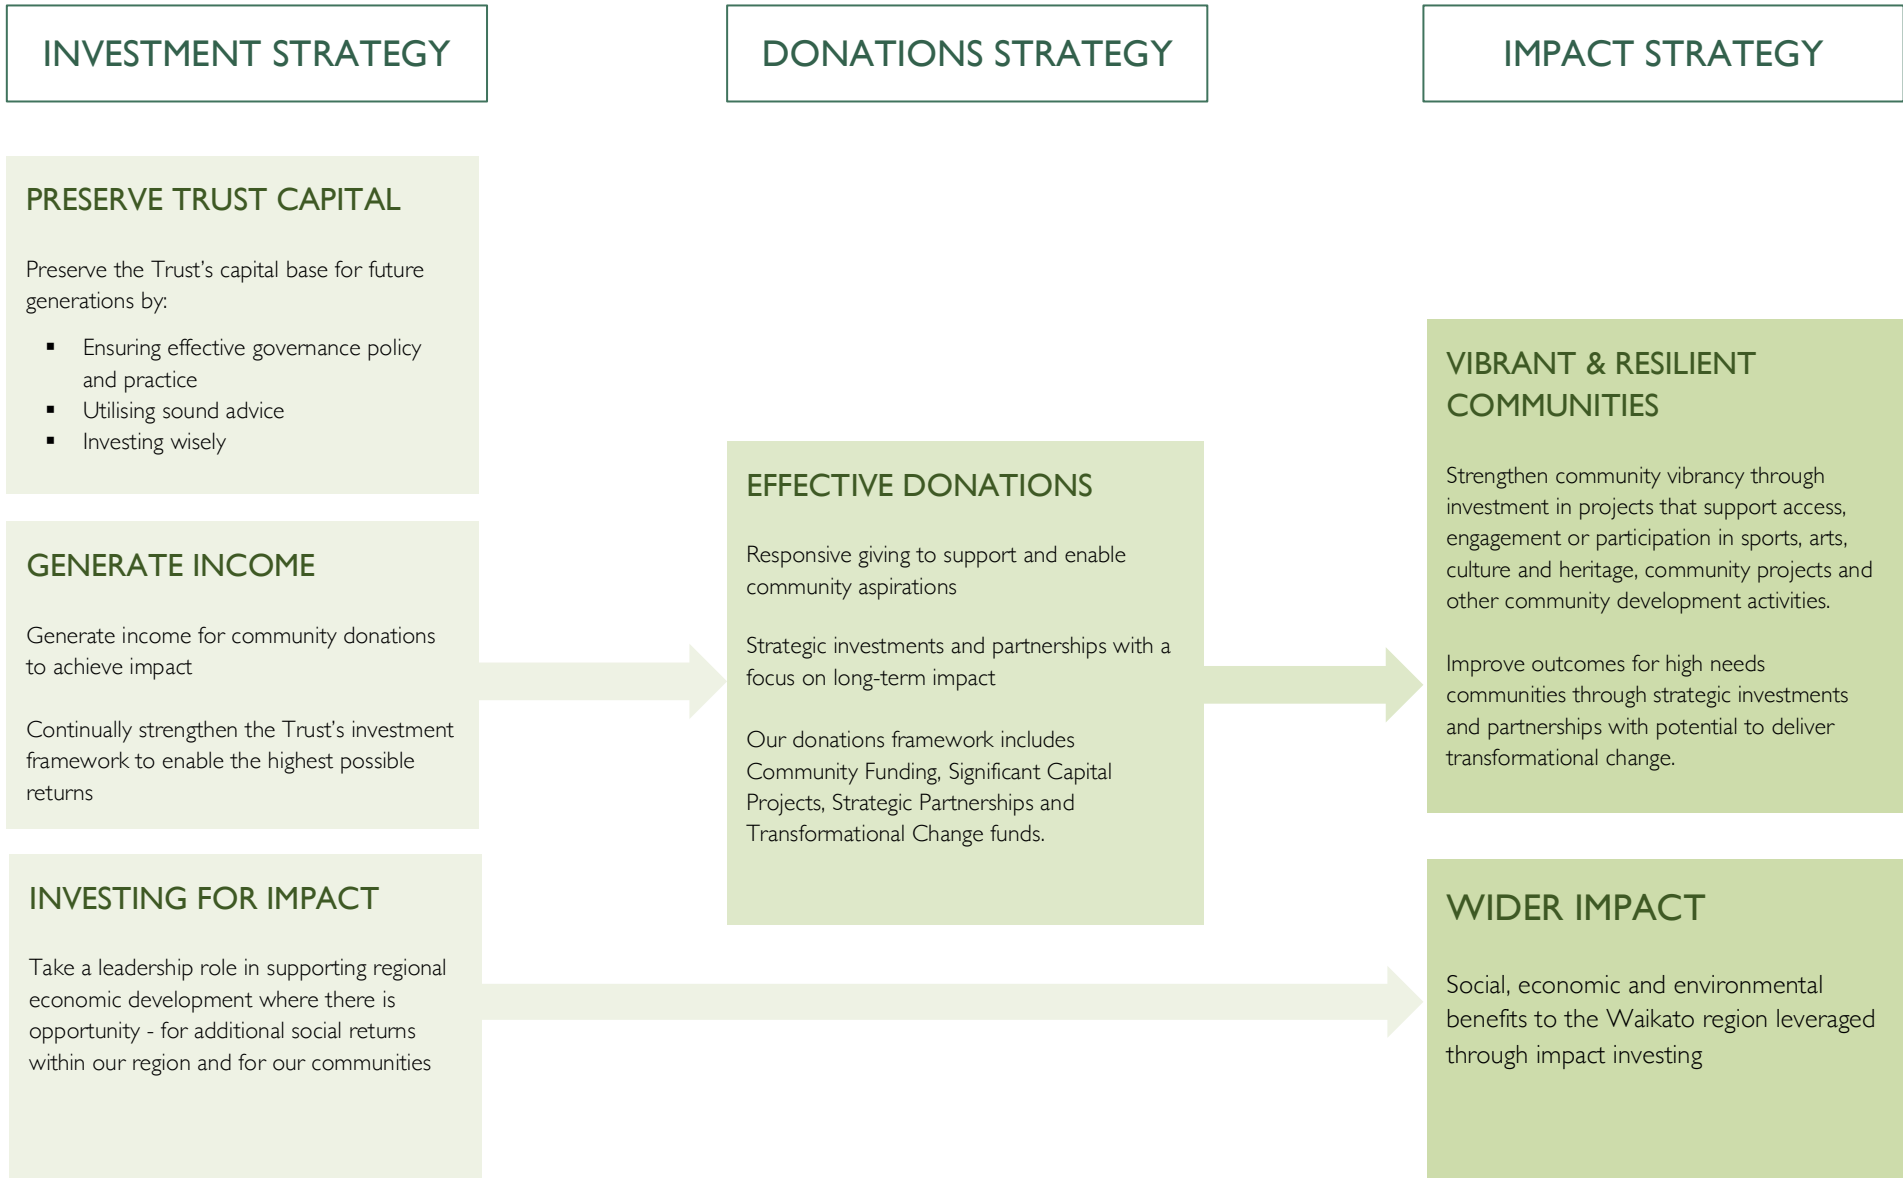 INVESTMENT STRATEGY
DONATIONS STRATEGY
IMPACT STRATEGY
PRESERVE TRUST CAPITAL
Preserve the Trust’s capital base for future
generations by:
▪ Ensuring effective governance policy
and practice
▪ Utilising sound advice
▪ Investing wisely
GENERATE INCOME
Generate income for community donations
to achieve impact
Continually strengthen the Trust’s investment
framework to enable the highest possible
returns
INVESTING FOR IMPACT
Take a leadership role in supporting regional
economic development where there is
opportunity - for additional social returns
within our region and for our communities
EFFECTIVE DONATIONS
Responsive giving to support and enable
community aspirations
Strategic investments and partnerships with a
focus on long-term impact
Our donations framework includes
Community Funding, Significant Capital
Projects, Strategic Partnerships and
Transformational Change funds.
VIBRANT & RESILIENT
COMMUNITIES
Strengthen community vibrancy through
investment in projects that support access,
engagement or participation in sports, arts,
culture and heritage, community projects and
other community development activities.
Improve outcomes for high needs
communities through strategic investments
and partnerships with potential to deliver
transformational change.
WIDER IMPACT
Social, economic and environmental
benefits to the Waikato region leveraged
through impact investing